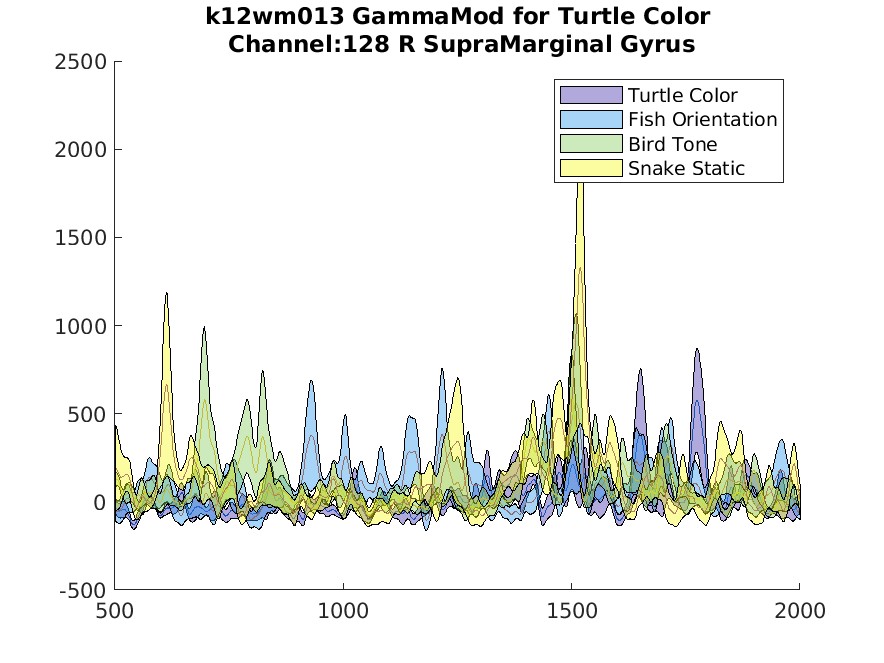 k12wm013 GammaMod for Turtle Color
Channel:128 R SupraMarginal Gyrus
2500
2000
1500
1000
500
0
-500
Turtle Color
Fish Orientation
Bird Tone
Snake Static
500
1000
1500
2000